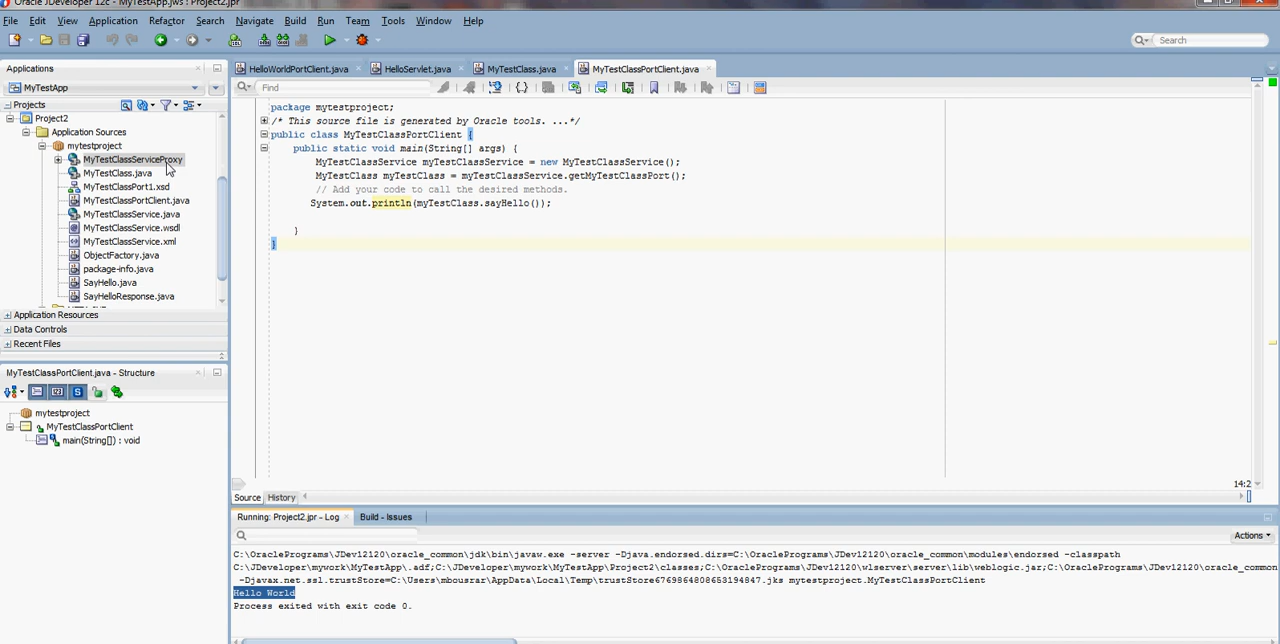 Oracle JDeveloper 12c - MyTestApp.jws : Project2.jpr
File Edit View Application Refactor Search Navigate Build Run Team Tools Window Help
Search
Applications
MyTestApp
Projects
Project2
Application Sources
mytestproject
MyTestClassServiceProxy
MyTestClass.java
MyTestClassPort1.xsd
MyTestClassPortClient.java
MyTestClassService.java
MyTestClassService.wsdl
MyTestClassService.xml
ObjectFactory.java
package-info.java
SayHello.java
SayHelloResponse.java
Application Resources
Data Controls
Recent Files
MyTestClassPortClient.java - Structure
mytestproject
MyTestClassPortClient
main(String[]) : void
HelloWorldPortClient.java HelloServlet.java MyTestClass.java MyTestClassPortClient.java
Find
package mytestproject;
/* This source file is generated by Oracle tools. ...*/
public class MyTestClassPortClient {
public static void main(String[] args) {
MyTestClassService myTestClassService = new MyTestClassService();
MyTestClass myTestClass = myTestClassService.getMyTestClassPort();
// Add your code to call the desired methods.
System.out.println(myTestClass.sayHello());
}
}
14:2
Source History
Running: Project2.jpr - Log Build - Issues
Actions
C:\OraclePrograms\JDev12120\oracle_common\jdk\bin\javaw.exe -server -Djava.endorsed.dirs=C:\OraclePrograms\JDev12120\oracle_common\modules\endorsed -classpath
C:\JDeveloper\mywork\MyTestApp\.adf;C:\JDeveloper\mywork\MyTestApp\Project2\classes;C:\OraclePrograms\JDev12120\wlserver\server\lib\weblogic.jar;C:\OraclePrograms\JDev12120\oracle_common
-Djavax.net.ssl.trustStore=C:\Users\mbousrar\AppData\Local\Temp\trustStore6769864808653194847.jks mytestproject.MyTestClassPortClient
Hello World
Process exited with exit code 0.